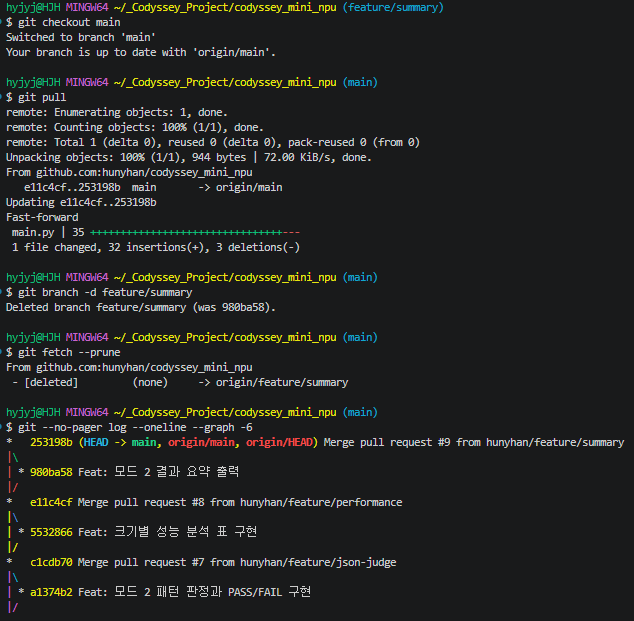 hyjyj@HJH MINGW64 ~/_Codyssey_Project/codyssey_mini_npu (feature/summary)
$ git checkout main
Switched to branch 'main'
Your branch is up to date with 'origin/main'.
hyjyj@HJH MINGW64 ~/_Codyssey_Project/codyssey_mini_npu (main)
$ git pull
remote: Enumerating objects: 1, done.
remote: Counting objects: 100% (1/1), done.
remote: Total 1 (delta 0), reused 0 (delta 0), pack-reused 0 (from 0)
Unpacking objects: 100% (1/1), 944 bytes | 72.00 KiB/s, done.
From github.com:hunyhan/codyssey_mini_npu
   e11c4cf..253198b  main       -> origin/main
Updating e11c4cf..253198b
Fast-forward
 main.py | 35 ++++++++++++++++++++++++++++++++---
 1 file changed, 32 insertions(+), 3 deletions(-)
hyjyj@HJH MINGW64 ~/_Codyssey_Project/codyssey_mini_npu (main)
$ git branch -d feature/summary
Deleted branch feature/summary (was 980ba58).
hyjyj@HJH MINGW64 ~/_Codyssey_Project/codyssey_mini_npu (main)
$ git fetch --prune
From github.com:hunyhan/codyssey_mini_npu
 - [deleted]         (none)     -> origin/feature/summary
hyjyj@HJH MINGW64 ~/_Codyssey_Project/codyssey_mini_npu (main)
$ git --no-pager log --oneline --graph -6
*   253198b (HEAD -> main, origin/main, origin/HEAD) Merge pull request #9 from hunyhan/feature/summary
|\
| * 980ba58 Feat: 모드 2 결과 요약 출력
|/
*   e11c4cf Merge pull request #8 from hunyhan/feature/performance
|\
| * 5532866 Feat: 크기별 성능 분석 표 구현
|/
*   c1cdb70 Merge pull request #7 from hunyhan/feature/json-judge
|\
| * a1374b2 Feat: 모드 2 패턴 판정과 PASS/FAIL 구현
|/